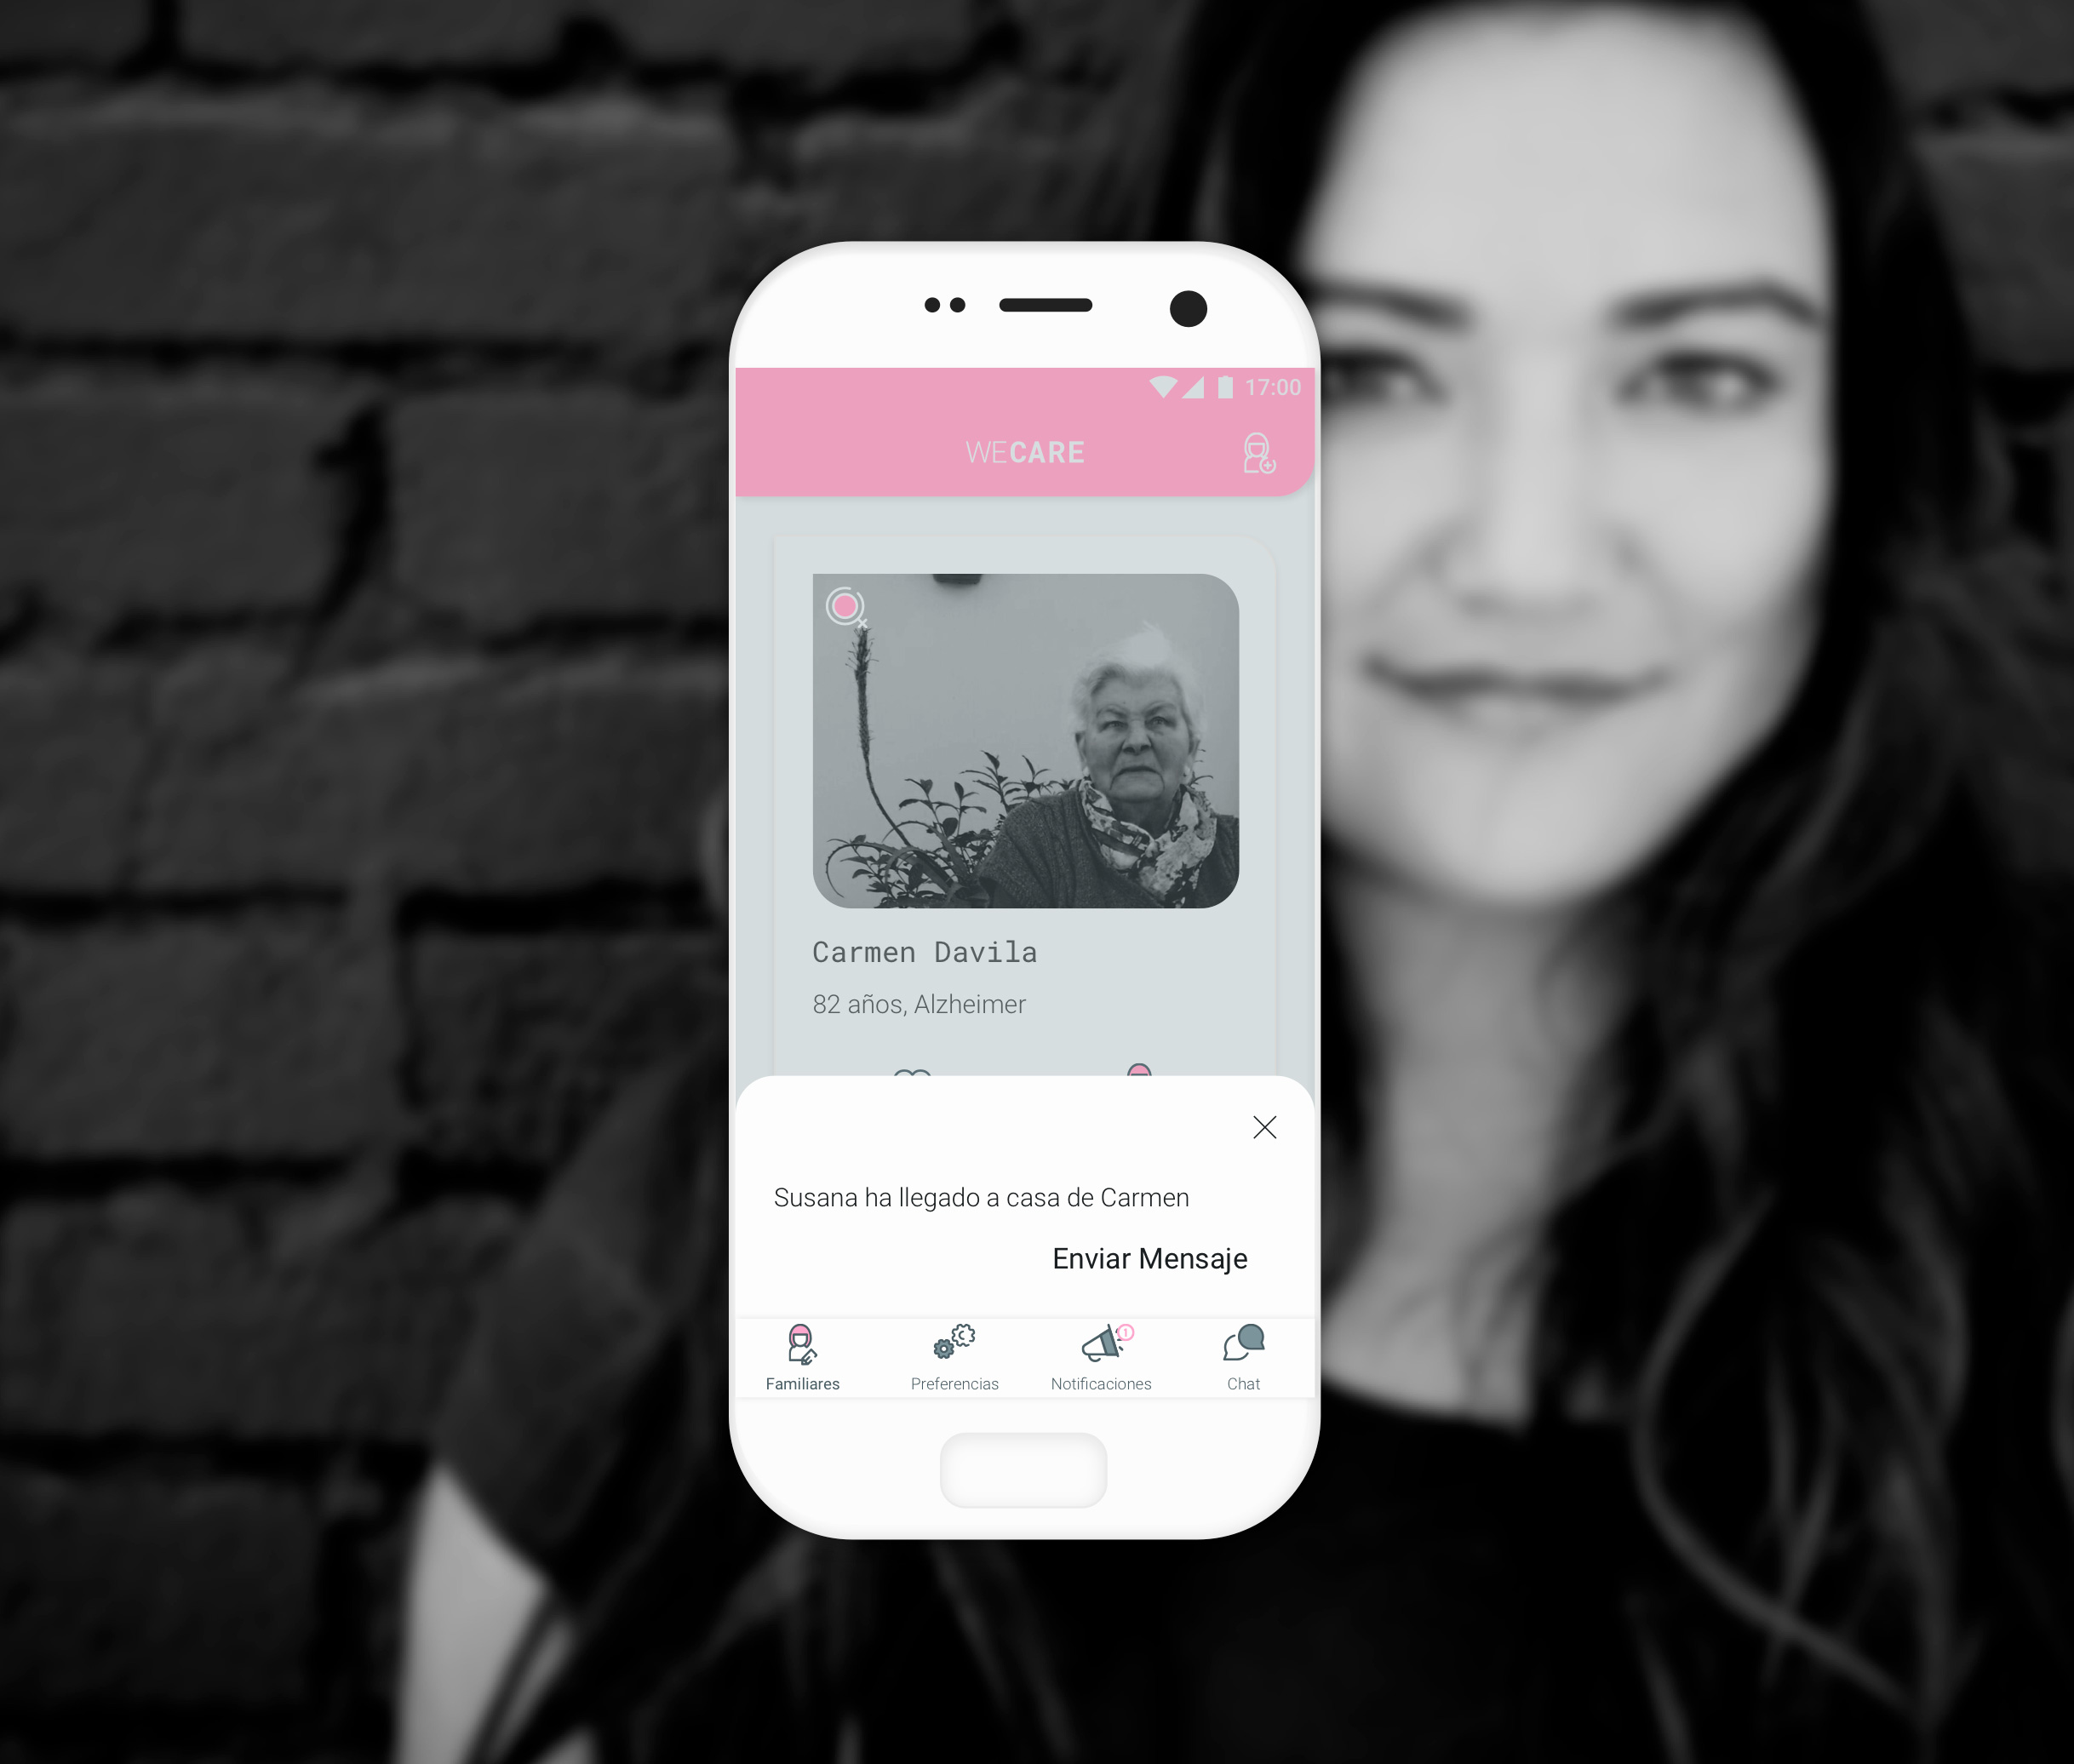 17:00
WECARE
Carmen Davila
82 años, Alzheimer
Susana ha llegado a casa de Carmen
Enviar Mensaje
1
Familiares Preferencias Notificaciones Chat